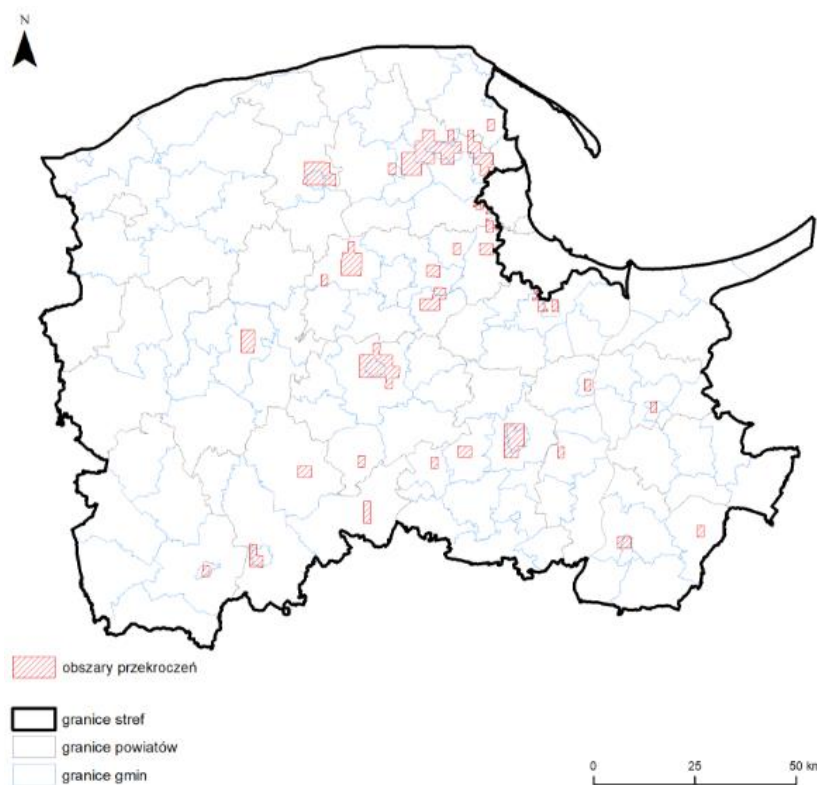 N
obszary przekroczeń
granice stref
granice powiatów
granice gmin
0 25 50 km